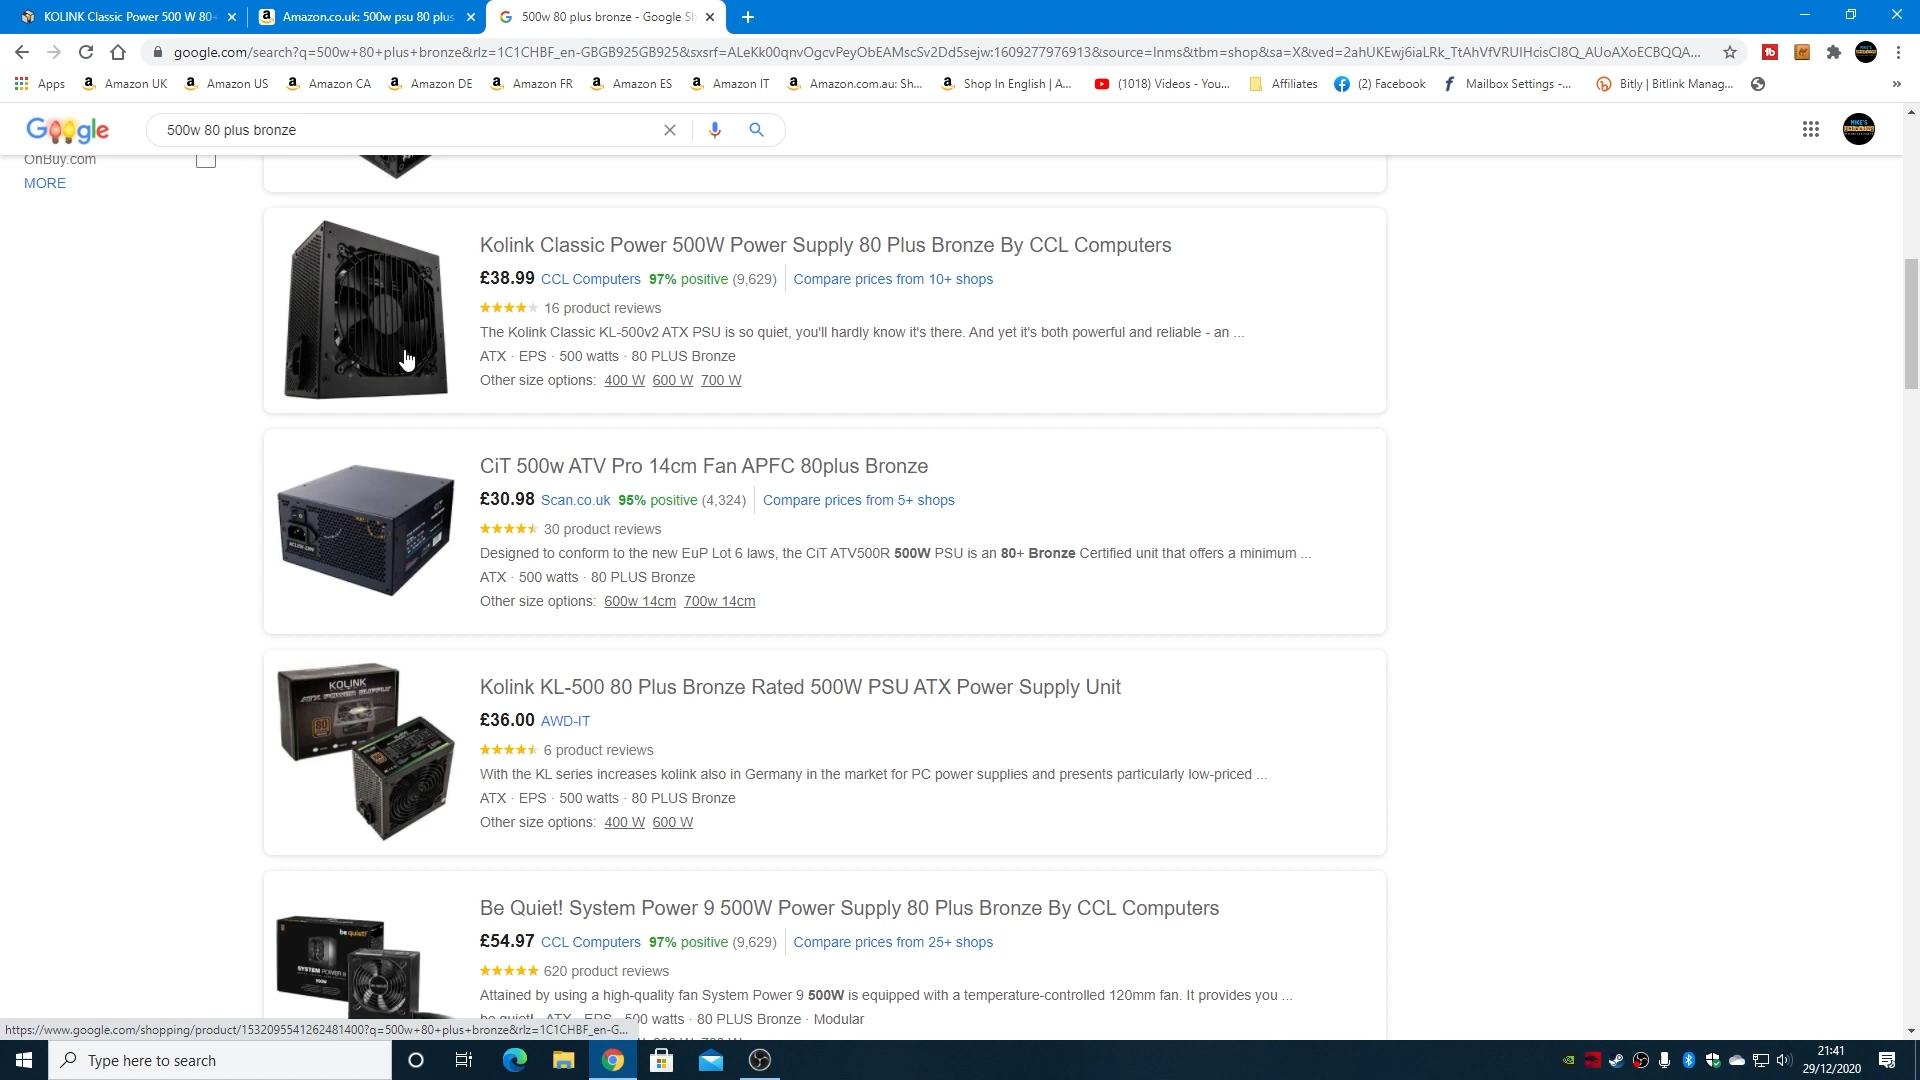 KOLINK Classic Power 500 W 80+
Amazon.co.uk: 500w psu 80 plus
500w 80 plus bronze - Google Sh
google.com/search?q=500w+80+plus+bronze&rlz=1C1CHBF_en-GBGB925GB925&sxsrf=ALeKk00qnvOgcvPeyObEAMscSv2Dd5sejw:1609277976913&source=lnms&tbm=shop&sa=X&ved=2ahUKEwj6iaLRk_TtAhVfVRUIHcisCI8Q_AUoAXoECBQQA...
Apps
Amazon UK
Amazon US
Amazon CA
Amazon DE
Amazon FR
Amazon ES
Amazon IT
Amazon.com.au: Sh...
Shop In English | A...
(1018) Videos - You...
Affiliates
(2) Facebook
Mailbox Settings -...
Bitly | Bitlink Manag...
»
Google
500w 80 plus bronze
OnBuy.com
MORE
Kolink Classic Power 500W Power Supply 80 Plus Bronze By CCL Computers
£38.99 CCL Computers 97% positive (9,629) Compare prices from 10+ shops
16 product reviews
The Kolink Classic KL-500v2 ATX PSU is so quiet, you'll hardly know it's there. And yet it's both powerful and reliable - an ...
ATX · EPS · 500 watts · 80 PLUS Bronze
Other size options: 400 W 600 W 700 W
CiT 500w ATV Pro 14cm Fan APFC 80plus Bronze
£30.98 Scan.co.uk 95% positive (4,324) Compare prices from 5+ shops
30 product reviews
Designed to conform to the new EuP Lot 6 laws, the CiT ATV500R 500W PSU is an 80+ Bronze Certified unit that offers a minimum ...
ATX · 500 watts · 80 PLUS Bronze
Other size options: 600w 14cm 700w 14cm
KOLINK
ATX POWER SUPPLY
80
Kolink KL-500 80 Plus Bronze Rated 500W PSU ATX Power Supply Unit
£36.00 AWD-IT
6 product reviews
With the KL series increases kolink also in Germany in the market for PC power supplies and presents particularly low-priced ...
ATX · EPS · 500 watts · 80 PLUS Bronze
Other size options: 400 W 600 W
be quiet!
SYSTEM POWER 9
Be Quiet! System Power 9 500W Power Supply 80 Plus Bronze By CCL Computers
£54.97 CCL Computers 97% positive (9,629) Compare prices from 25+ shops
620 product reviews
Attained by using a high-quality fan System Power 9 500W is equipped with a temperature-controlled 120mm fan. It provides you ...
be quiet! · ATX · EPS · 500 watts · 80 PLUS Bronze · Modular
https://www.google.com/shopping/product/1532095541262481400?q=500w+80+plus+bronze&rlz=1C1CHBF_en-G...
Type here to search
21:41
29/12/2020